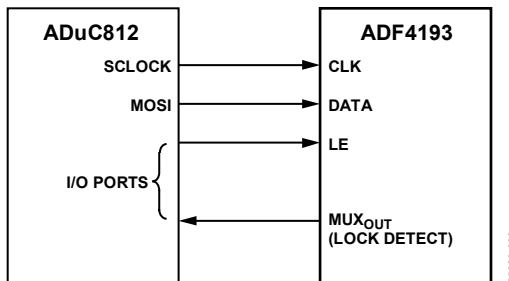 ADuC812
ADF4193
SCLOCK
CLK
MOSI
DATA
LE
I/O PORTS
MUXOUT
(LOCK DETECT)